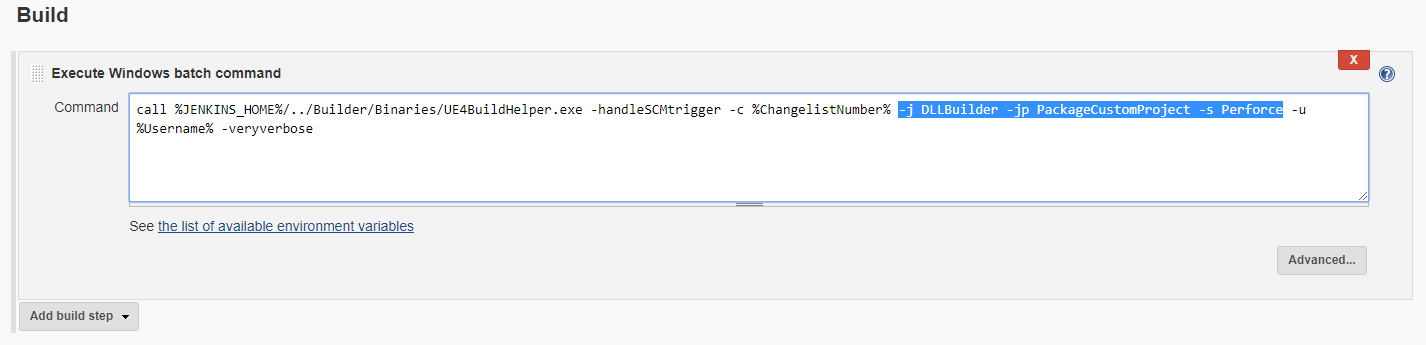 Build
X
Execute Windows batch command
Command
call %JENKINS_HOME%/../Builder/Binaries/UE4BuildHelper.exe -handleSCMtrigger -c %ChangelistNumber% -j DLLBuilder -jp PackageCustomProject -s Perforce -u
%Username% -veryverbose
See the list of available environment variables
Advanced...
Add build step